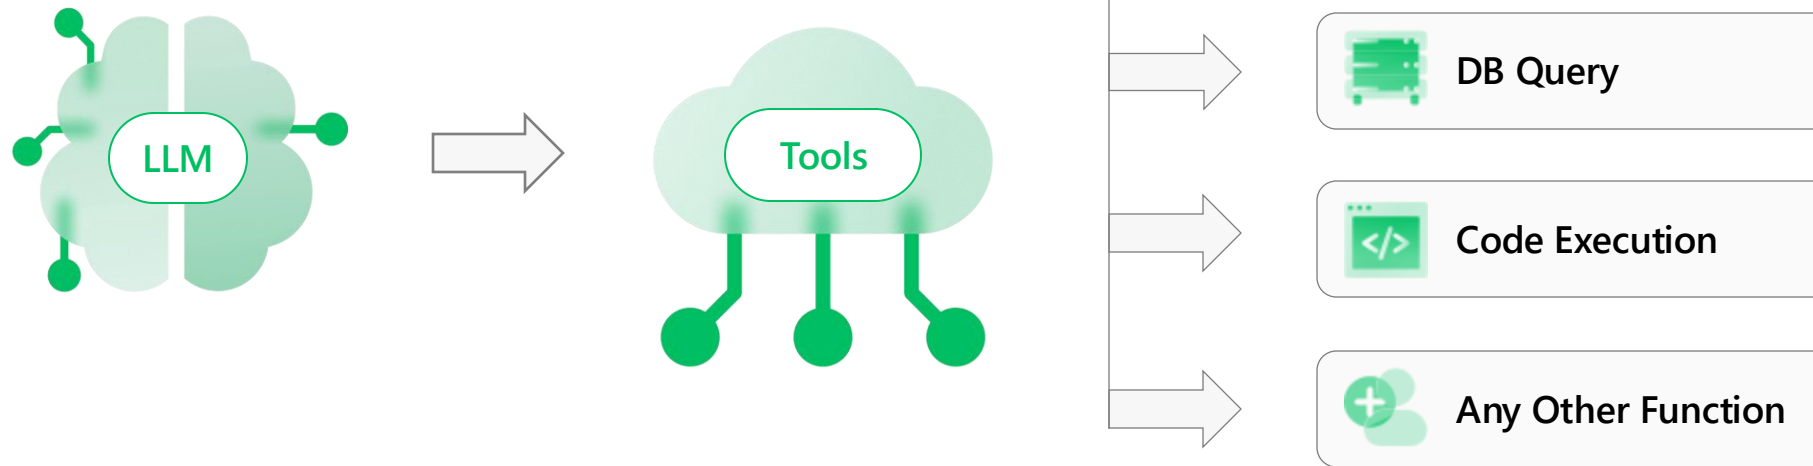 LLM
Tools
DB Query
</>
Code Execution
Any Other Function